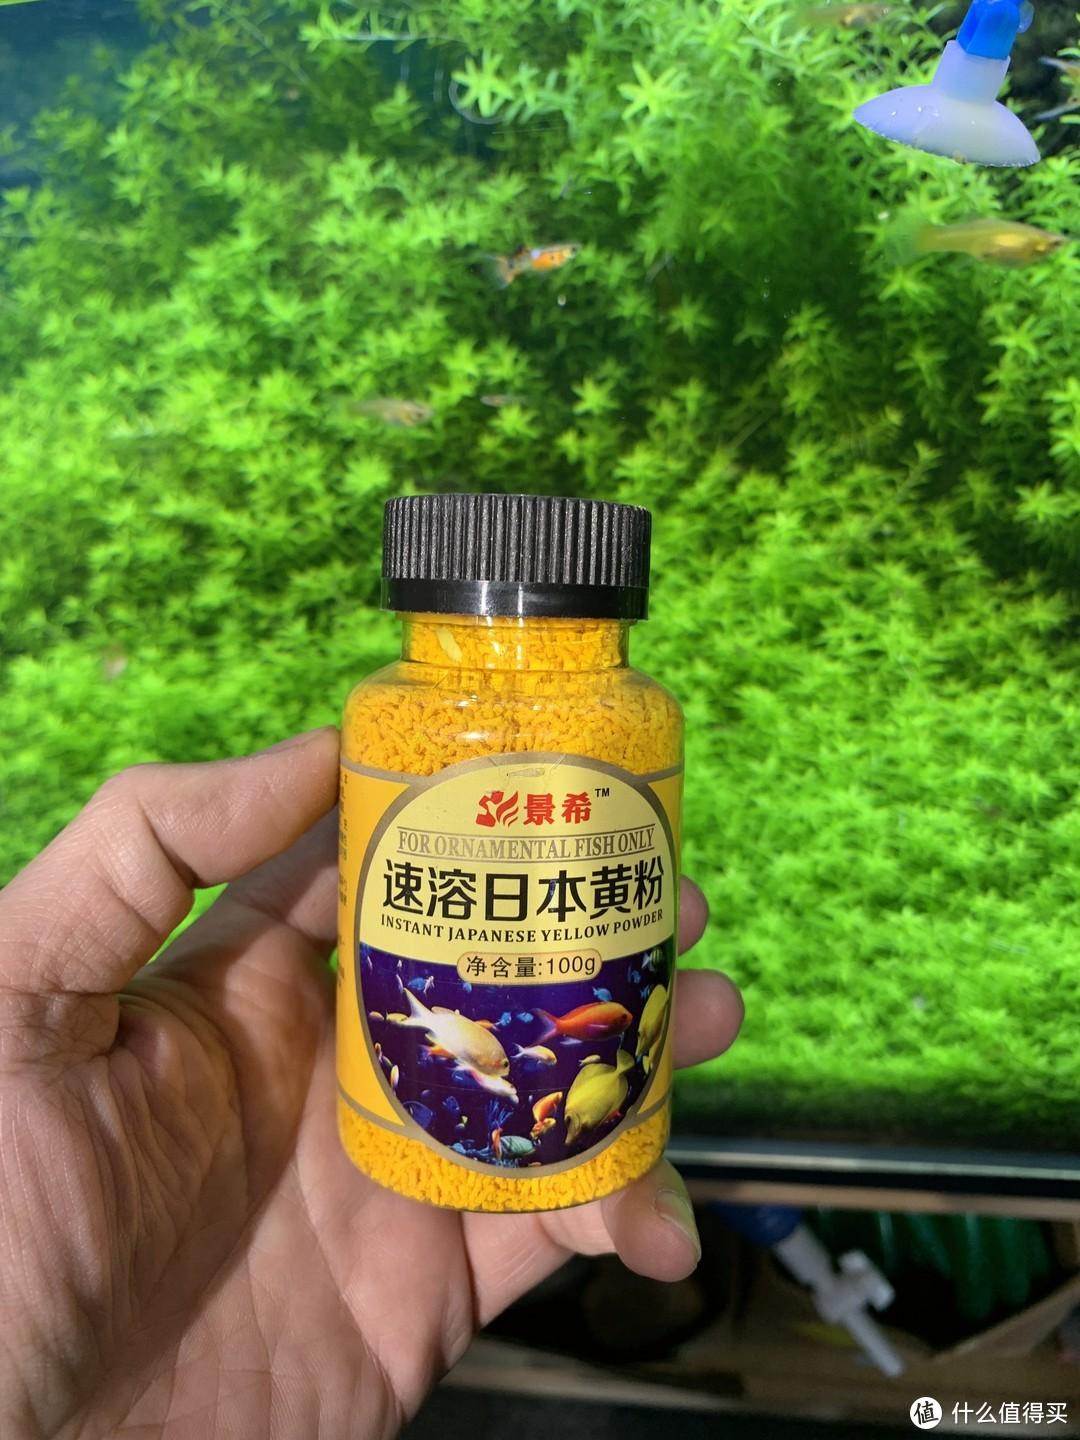 景希™
FOR ORNAMENTAL FISH ONLY
速溶日本黄粉
INSTANT JAPANESE YELLOW POWDER
净含量:100g
值 什么值得买